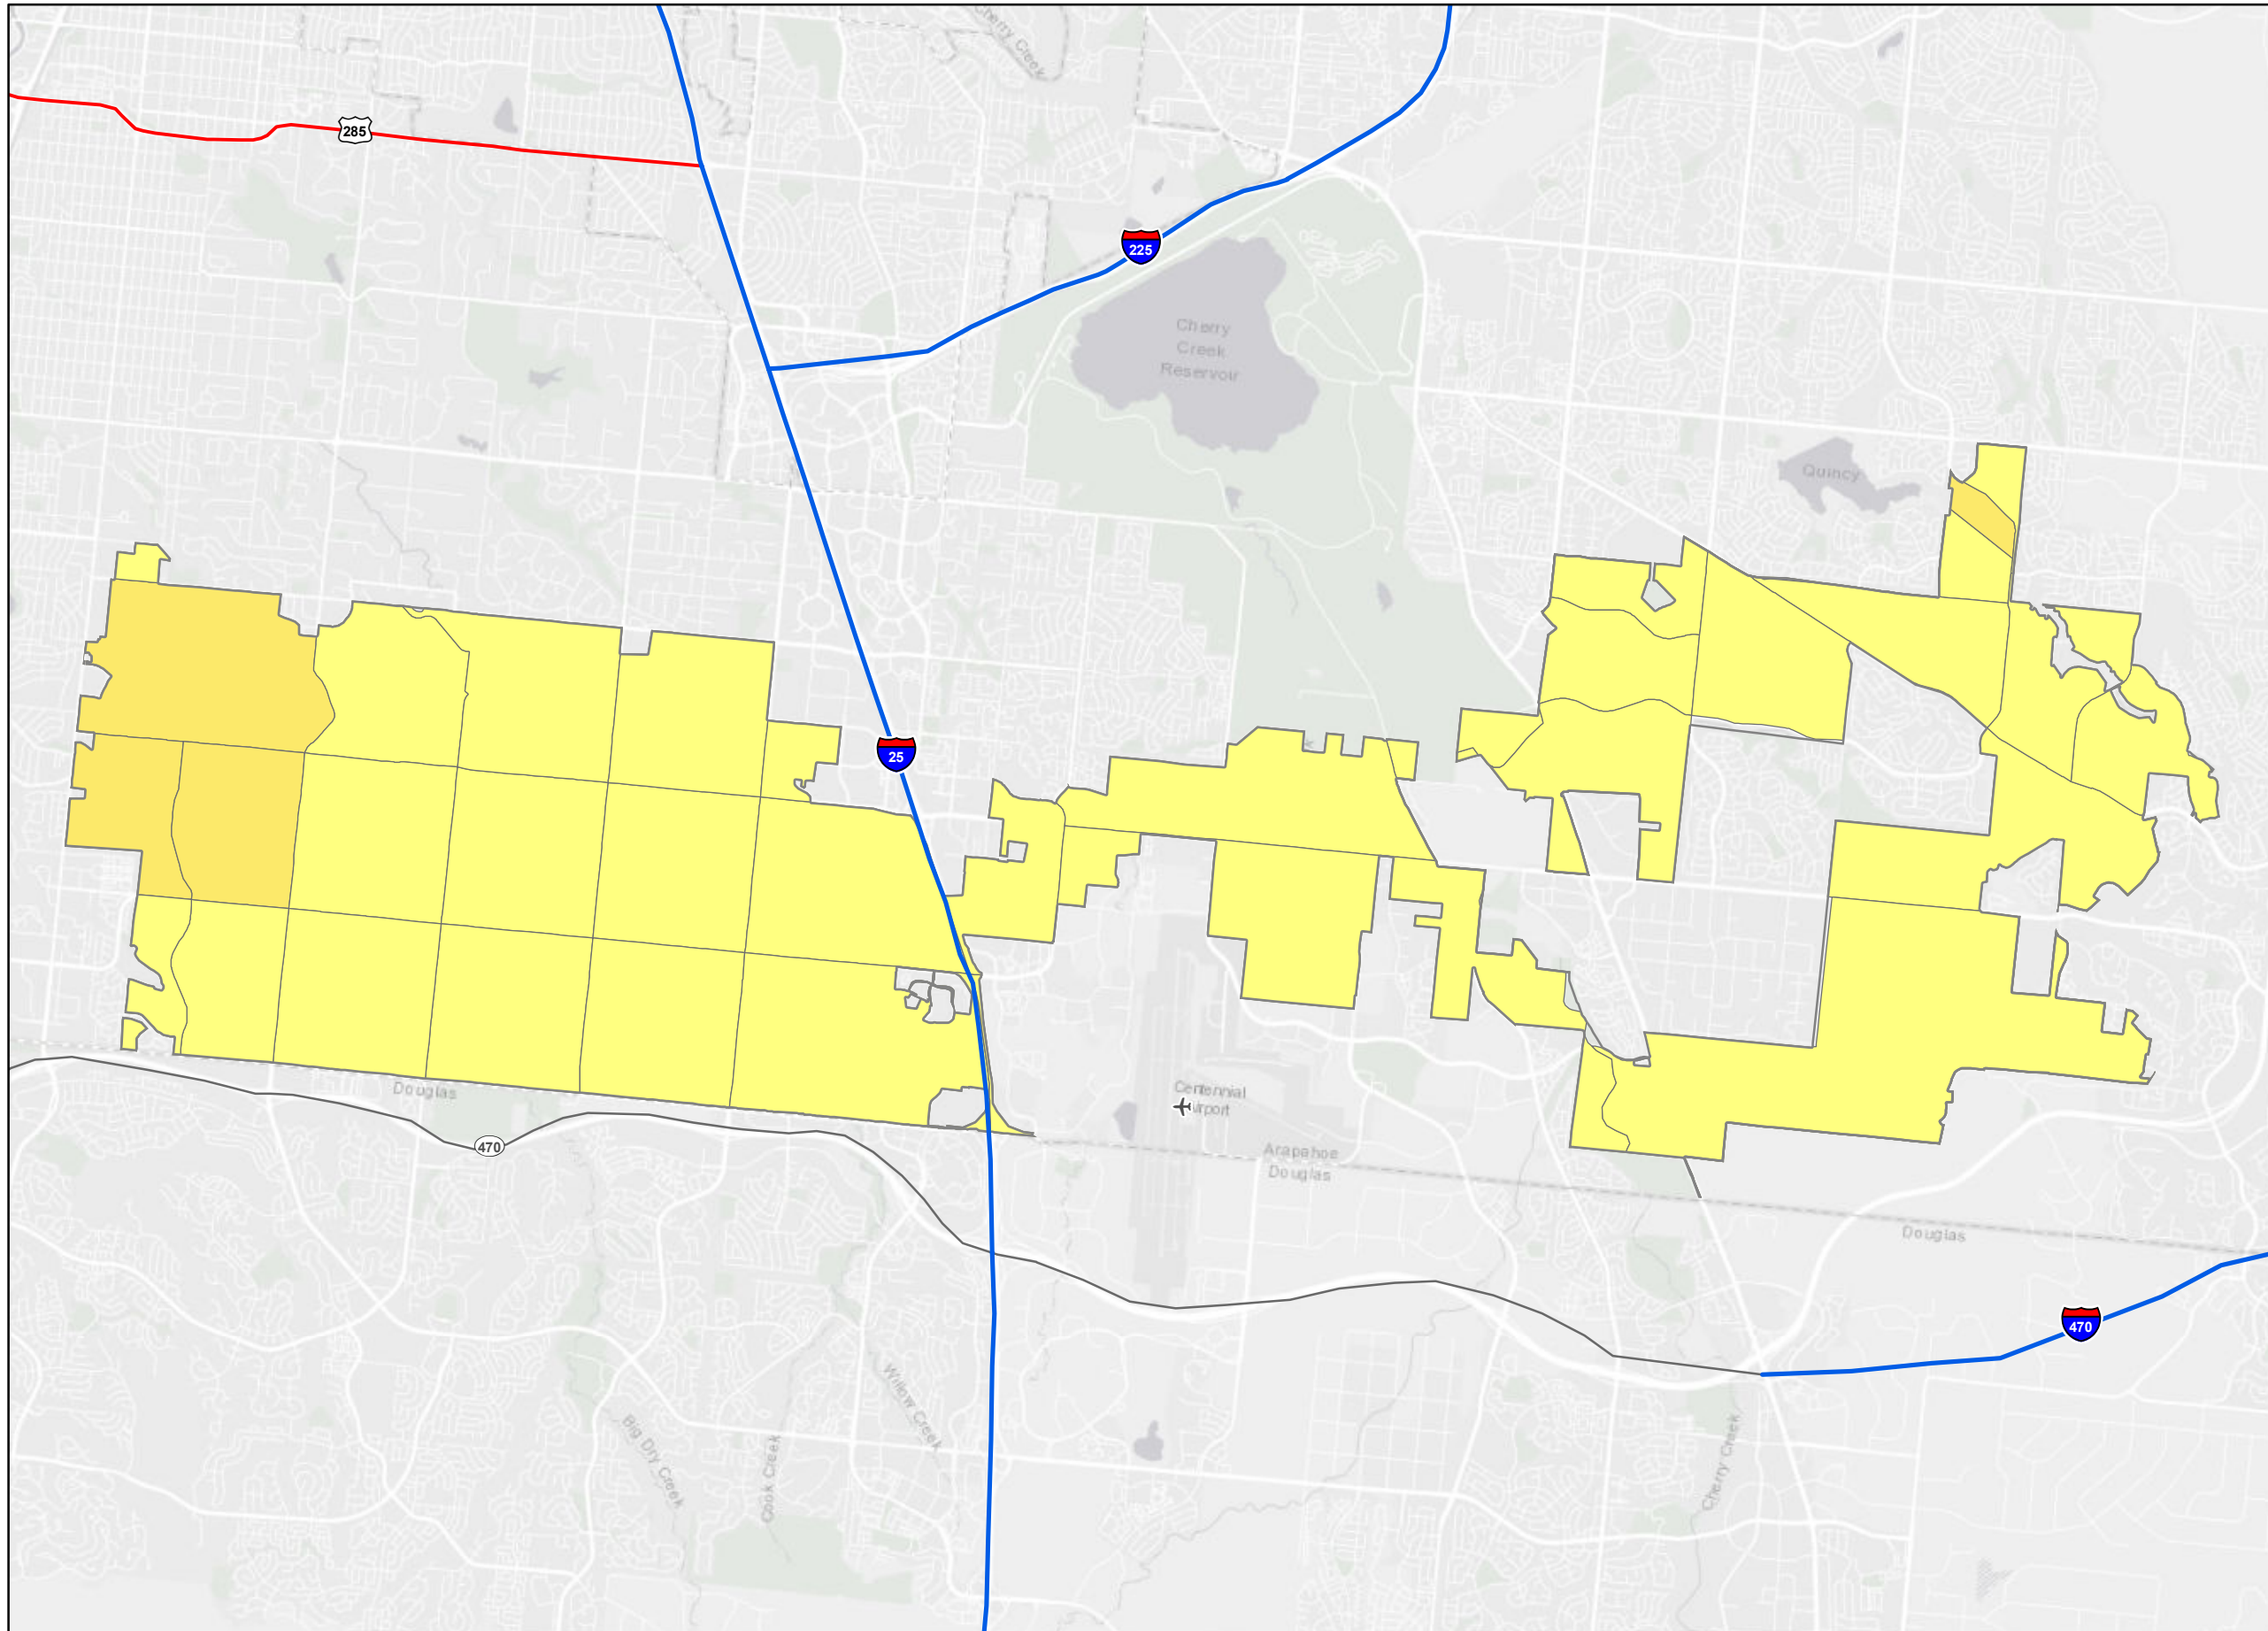 Cherry Creek
285
225
Cherry
Creek
Reservoir
Quincy
25
Douglas
470
Centennial
Airport
Arapahoe
Douglas
Douglas
470
Willow Creek
Big Dry Creek
Cook Creek
Cherry Creek